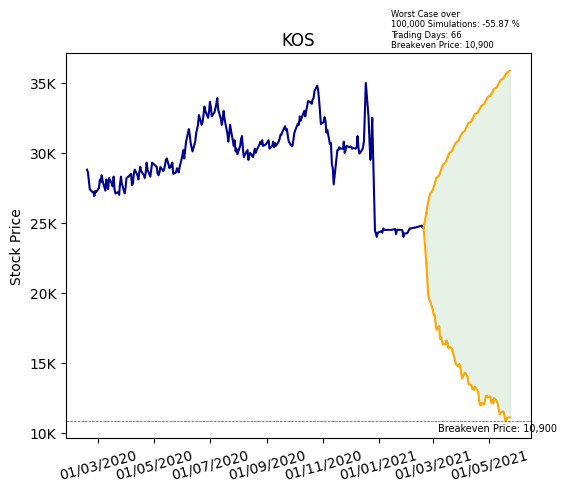 Worst Case over
100,000 Simulations: -55.87 %
Trading Days: 66
Breakeven Price: 10,900
KOS
Stock Price
35K
30K
25K
20K
15K
10K
Breakeven Price: 10,900
01/03/2020
01/05/2020
01/07/2020
01/09/2020
01/11/2020
01/01/2021
01/03/2021
01/05/2021